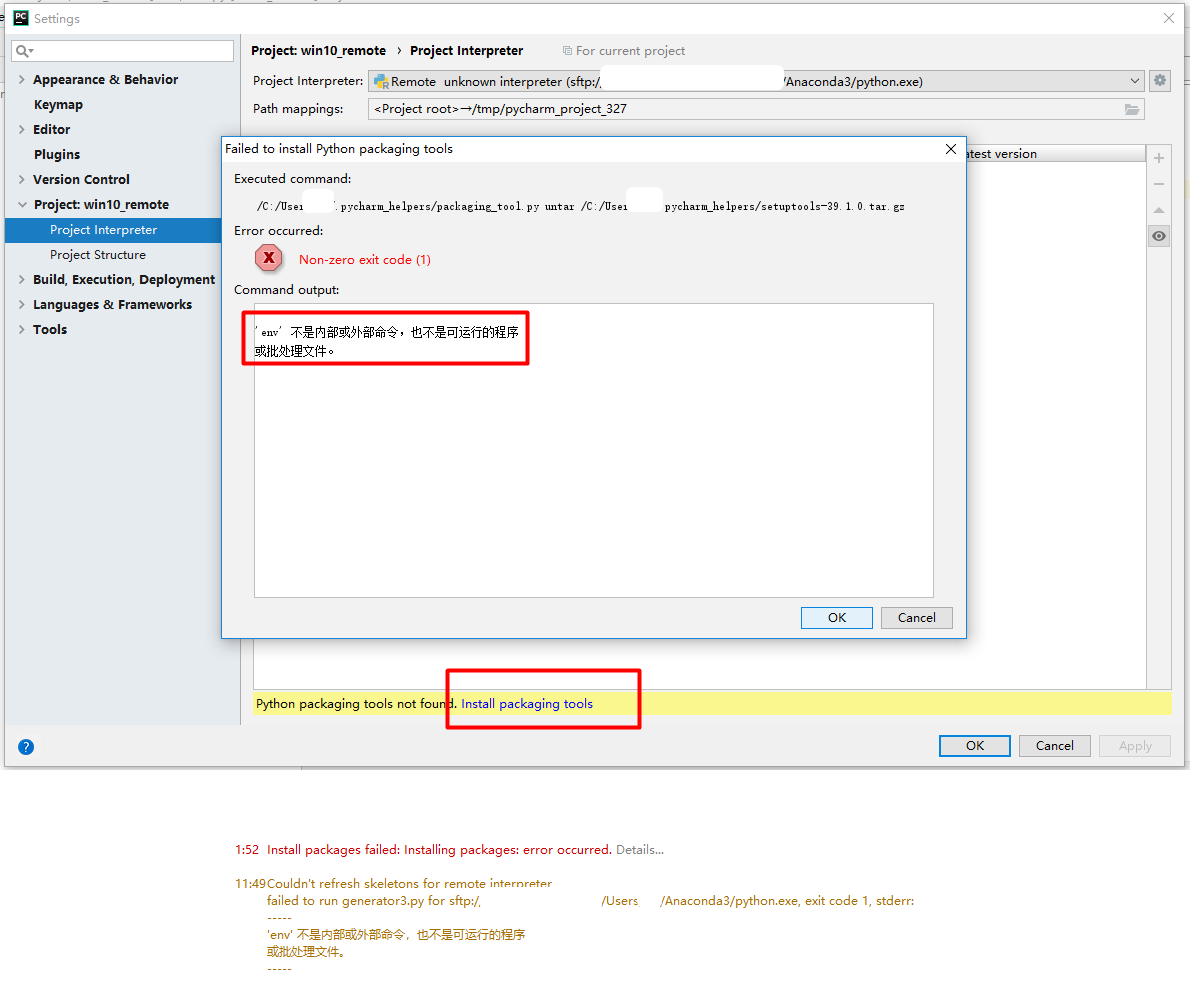 Settings
Project: win10_remote › Project Interpreter For current project
Appearance & Behavior
Keymap
Editor
Plugins
Version Control
Project: win10_remote
Project Interpreter
Project Structure
Build, Execution, Deployment
Languages & Frameworks
Tools
Project Interpreter: Remote unknown interpreter (sftp:/ /Anaconda3/python.exe)
Path mappings: <Project root>→/tmp/pycharm_project_327
atest version
Failed to install Python packaging tools
Executed command:
/C:/User .pycharm_helpers/packaging_tool.py untar /C:/User pycharm_helpers/setuptools-39.1.0.tar.gz
Error occurred:
Non-zero exit code (1)
Command output:
'env' 不是内部或外部命令，也不是可运行的程序
或批处理文件。
OK Cancel
Python packaging tools not found. Install packaging tools
OK Cancel Apply
1:52 Install packages failed: Installing packages: error occurred. Details...
11:49 Couldn't refresh skeletons for remote interpreter
failed to run generator3.py for sftp:/ /Users /Anaconda3/python.exe, exit code 1, stderr:
-----
'env' 不是内部或外部命令，也不是可运行的程序
或批处理文件。
-----